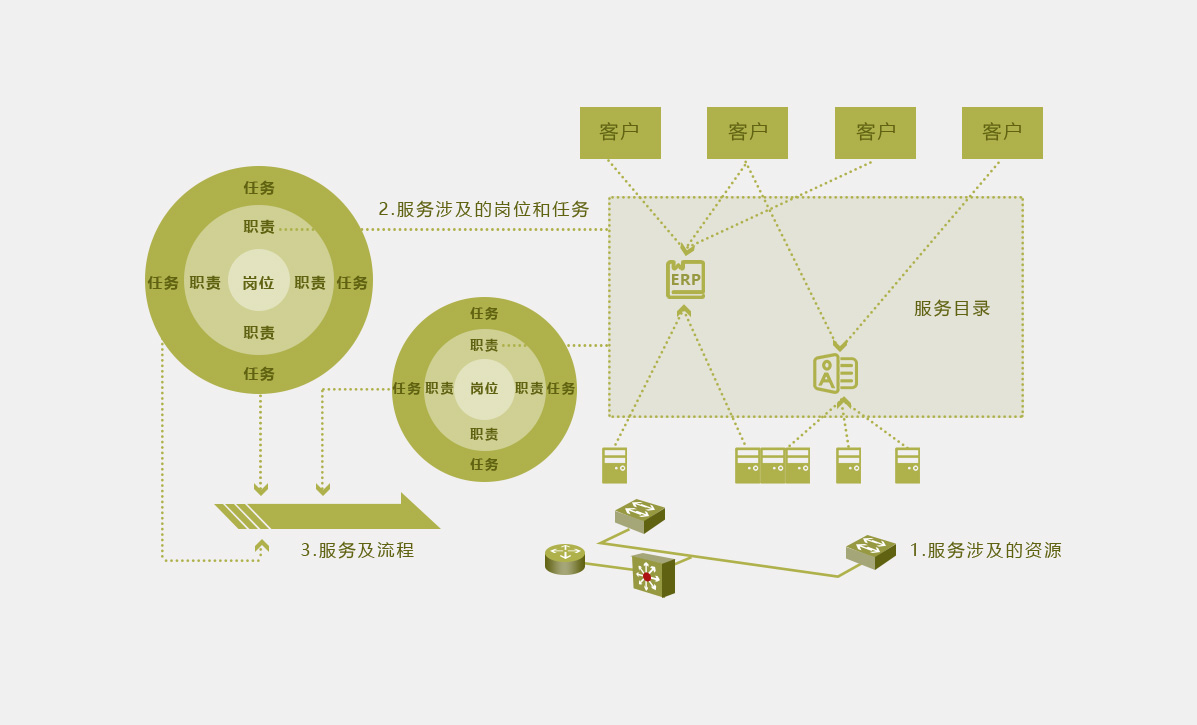 客户 客户 客户 客户
任务
职责
任务 职责 岗位 职责 任务
职责
任务
2.服务涉及的岗位和任务
ERP
服务目录
OA
任务
职责
任务 职责 岗位 职责 任务
职责
任务
3.服务及流程
1.服务涉及的资源